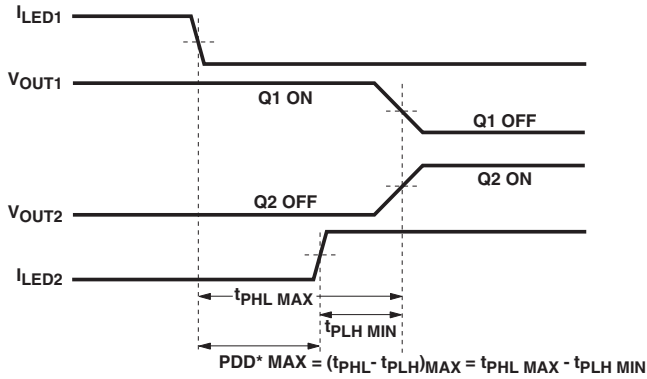 ILED1
VOUT1
Q1 ON
Q1 OFF
Q2 ON
Q2 OFF
VOUT2
ILED2
tPHL MAX
tPLH MIN
PDD* MAX = (tPHL- tPLH)MAX = tPHL MAX - tPLH MIN